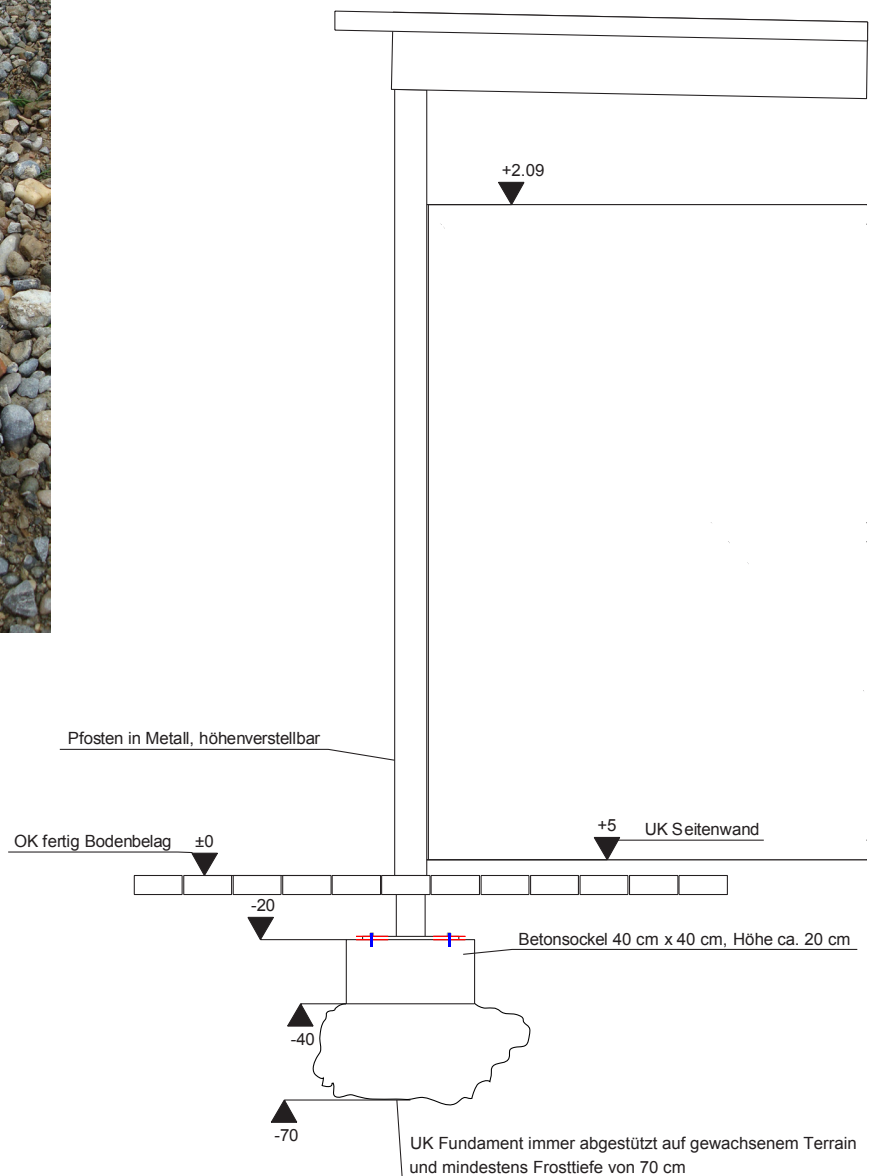 +2.09
Pfosten in Metall, höhenverstellbar
+5 UK Seitenwand
OK fertig Bodenbelag ±0
-20
Betonsockel 40 cm x 40 cm, Höhe ca. 20 cm
-40
-70
UK Fundament immer abgestützt auf gewachsenem Terrain
und mindestens Frosttiefe von 70 cm